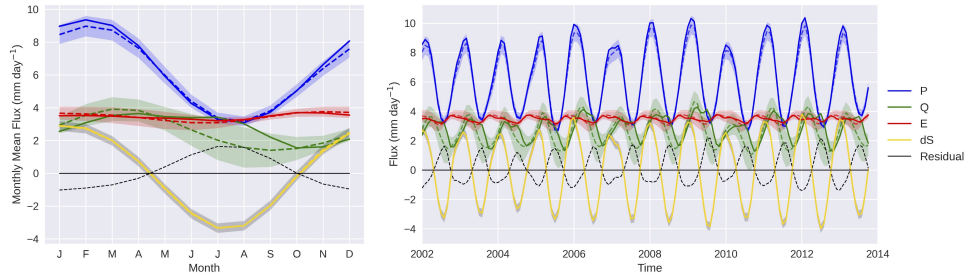 Monthly Mean Flux (mm day⁻¹)
10
8
6
4
2
0
−2
−4
J F M A M J J A S O N D
Month
Flux (mm day⁻¹)
10
8
6
4
2
0
−2
−4
2002 2004 2006 2008 2010 2012 2014
Time
P
Q
E
dS
Residual